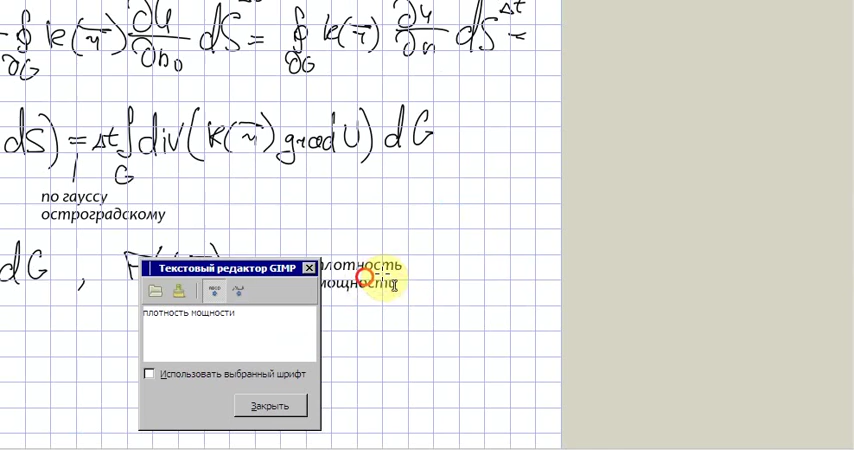 ∮ k(r̄) ∂U/∂n₀ dS = ∮ k(r̄) ∂u/∂n dS Δt =
∂G ∂G
dS) = Δt ∫ div(k(r̄) grad U) dG
G
по гауссу
остроградскому
dG ,
Текстовый редактор GIMP
плотность
мощности
плотность мощности
Использовать выбранный шрифт
Закрыть